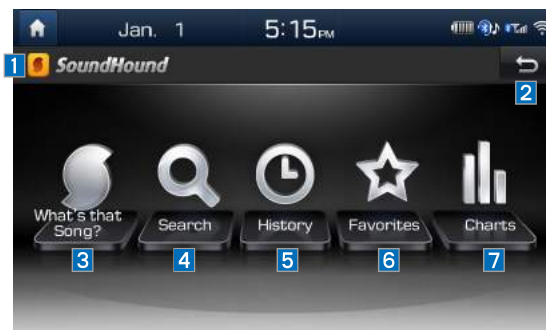 Jan. 1 5:15PM
1 SoundHound
2
What's that
Song?
Search
History
Favorites
Charts
3
4
5
6
7